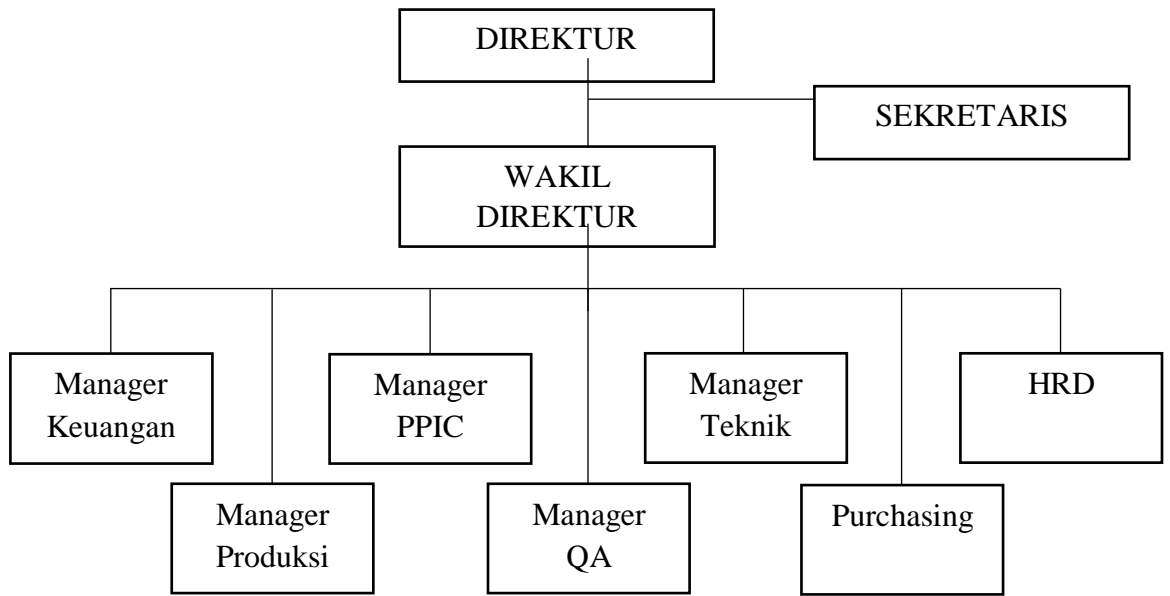 DIREKTUR
SEKRETARIS
WAKIL
DIREKTUR
Manager
Keuangan
Manager
PPIC
Manager
Teknik
HRD
Manager
Produksi
Manager
QA
Purchasing